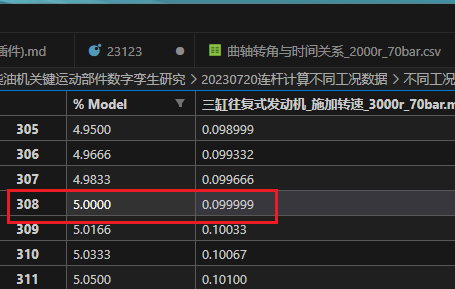 插件).md
23123
曲轴转角与时间关系_2000r_70bar.csv
油机关键运动部件数字孪生研究 > 20230720连杆计算不同工况数据 > 不同工况
% Model
三缸往复式发动机_施加转速_3000r_70bar.m
305 4.9500 0.098999
306 4.9666 0.099332
307 4.9833 0.099666
308 5.0000 0.099999
309 5.0166 0.10033
310 5.0333 0.10067
311 5.0500 0.10100